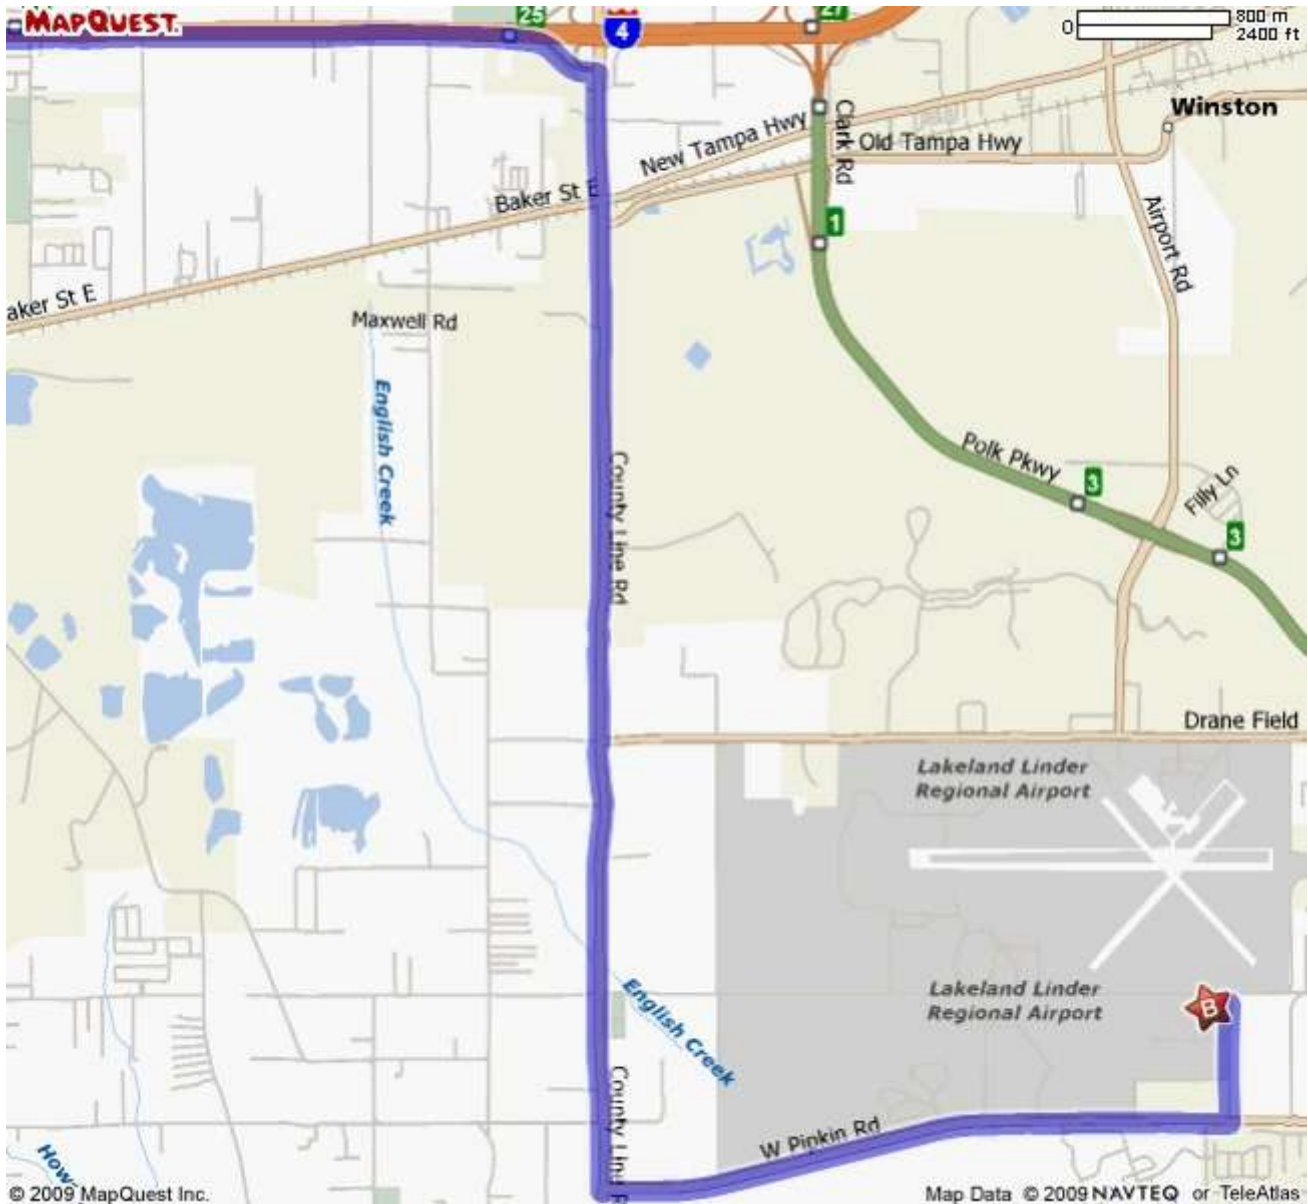 MAPQUEST.
25
4
27
0
800 m
2400 ft
Winston
New Tampa Hwy
Clark Rd
Old Tampa Hwy
Baker St E
1
Airport Rd
aker St E
Maxwell Rd
English Creek
Polk Pkwy
3
Filly Ln
3
County Line Rd
Drane Field
Lakeland Linder
Regional Airport
Lakeland Linder
Regional Airport
B
English Creek
County Line R
W Pipkin Rd
How
© 2009 MapQuest Inc.
Map Data © 2009 NAVTEQ or TeleAtlas